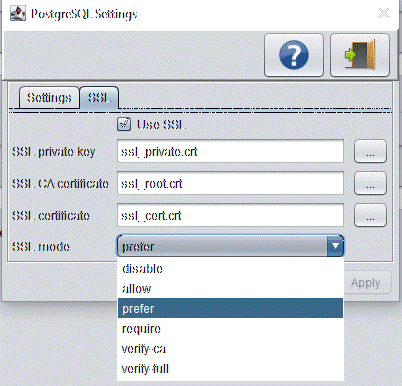 PostgreSQL Settings
Settings SSL
Use SSL
SSL private key ssl_private.crt ...
SSL CA certificate ssl_root.crt ...
SSL certificate ssl_cert.crt ...
SSL mode prefer
disable
allow
prefer
require
verify-ca
verify-full
Apply